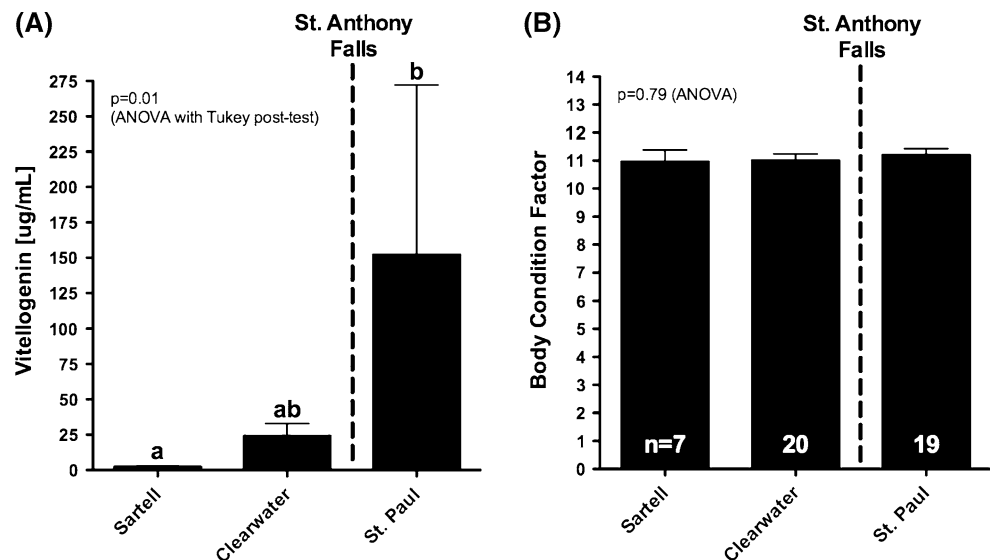 (A)
St. Anthony
Falls
p=0.01
(ANOVA with Tukey post-test)
Vitellogenin [ug/mL]
275
250
225
200
175
150
125
100
75
50
25
0
a
ab
b
Sartell
Clearwater
St. Paul
(B)
St. Anthony
Falls
p=0.79 (ANOVA)
Body Condition Factor
14
13
12
11
10
9
8
7
6
5
4
3
2
1
0
n=7
20
19
Sartell
Clearwater
St. Paul